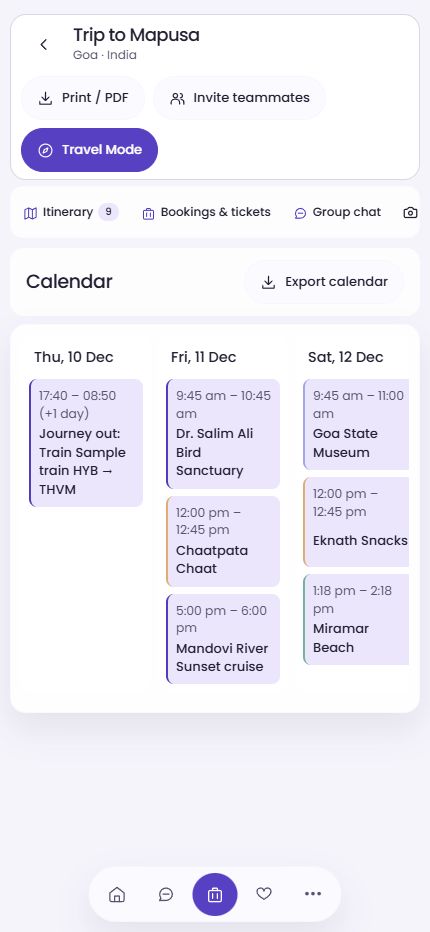 Trip to Mapusa
Goa · India
Print / PDF
Invite teammates
Travel Mode
Itinerary 9
Bookings & tickets
Group chat
Calendar
Export calendar
Thu, 10 Dec
17:40 – 08:50
(+1 day)
Journey out:
Train Sample
train HYB →
THVM
Fri, 11 Dec
9:45 am – 10:45
am
Dr. Salim Ali
Bird
Sanctuary
12:00 pm –
12:45 pm
Chaatpata
Chaat
5:00 pm – 6:00
pm
Mandovi River
Sunset cruise
Sat, 12 Dec
9:45 am – 11:00
am
Goa State
Museum
12:00 pm –
12:45 pm
Eknath Snacks
1:18 pm – 2:18
pm
Miramar
Beach